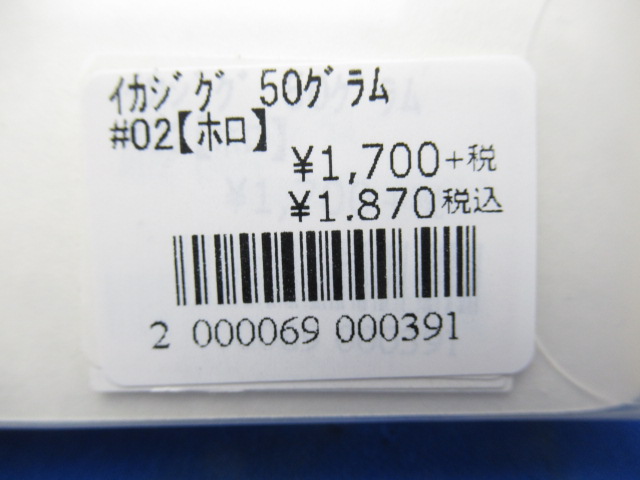 ｲｶｼﾞｸﾞ 50ｸﾞﾗﾑ
#02【ホロ】
¥1,700+税
¥1.870税込
2 000069 000391